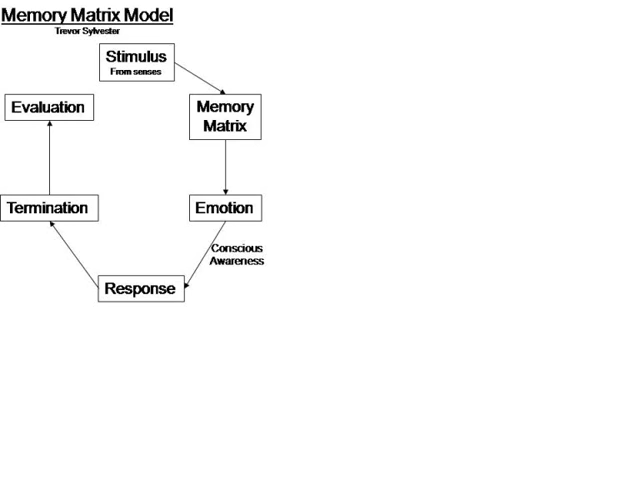 Memory Matrix Model
Trevor Sylvester
Stimulus
From senses
Evaluation
Memory
Matrix
Termination
Emotion
Conscious
Awareness
Response